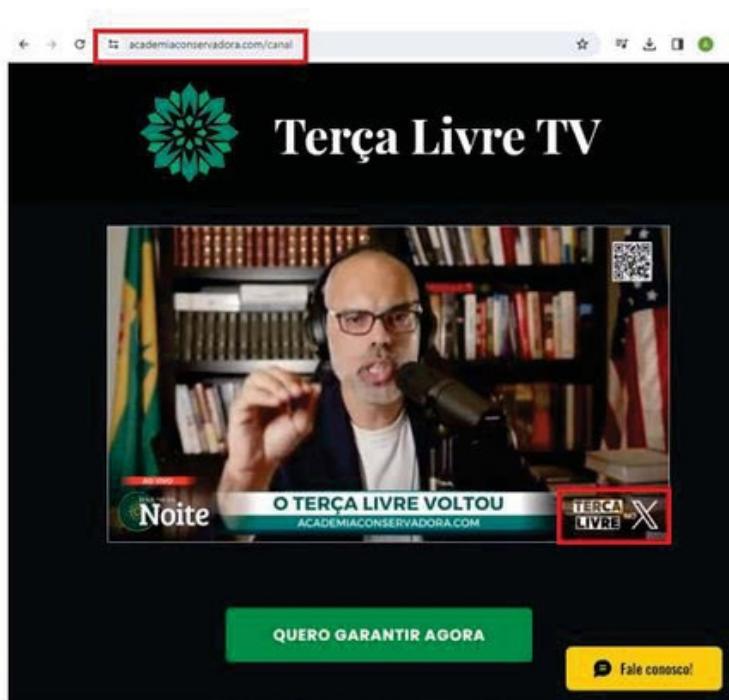 academiaconservadora.com/canal
Terça Livre TV
AO VIVO
Noite
O TERÇA LIVRE VOLTOU
ACADEMIACONSERVADORA.COM
TERÇA
LIVRE NO X
QUERO GARANTIR AGORA
Fale conosco!